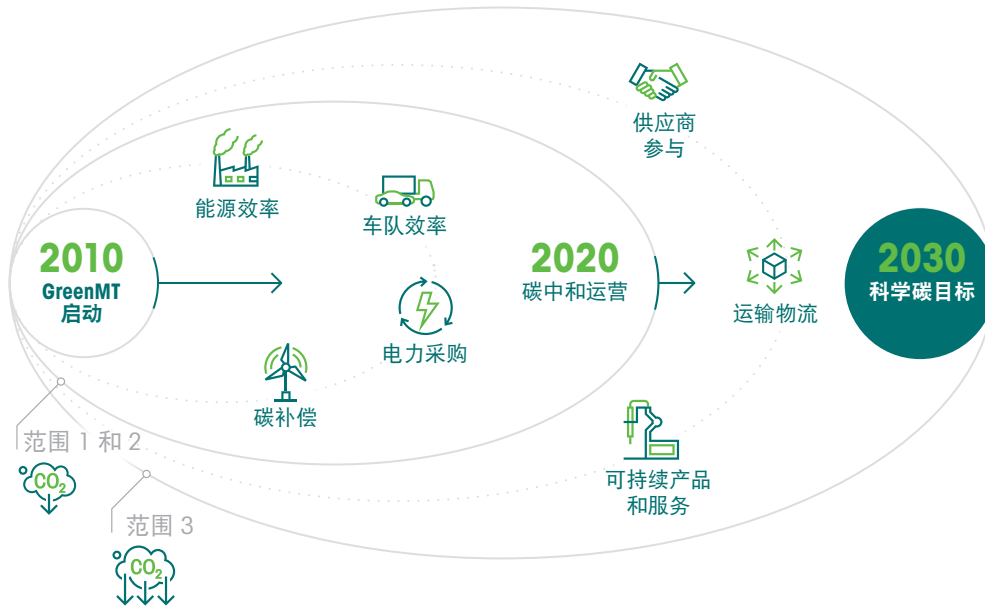 供应商
参与
能源效率
车队效率
2010
GreenMT
启动
2020
碳中和运营
运输物流
2030
科学碳目标
电力采购
碳补偿
范围 1 和 2
CO2
可持续产品
和服务
范围 3
CO2